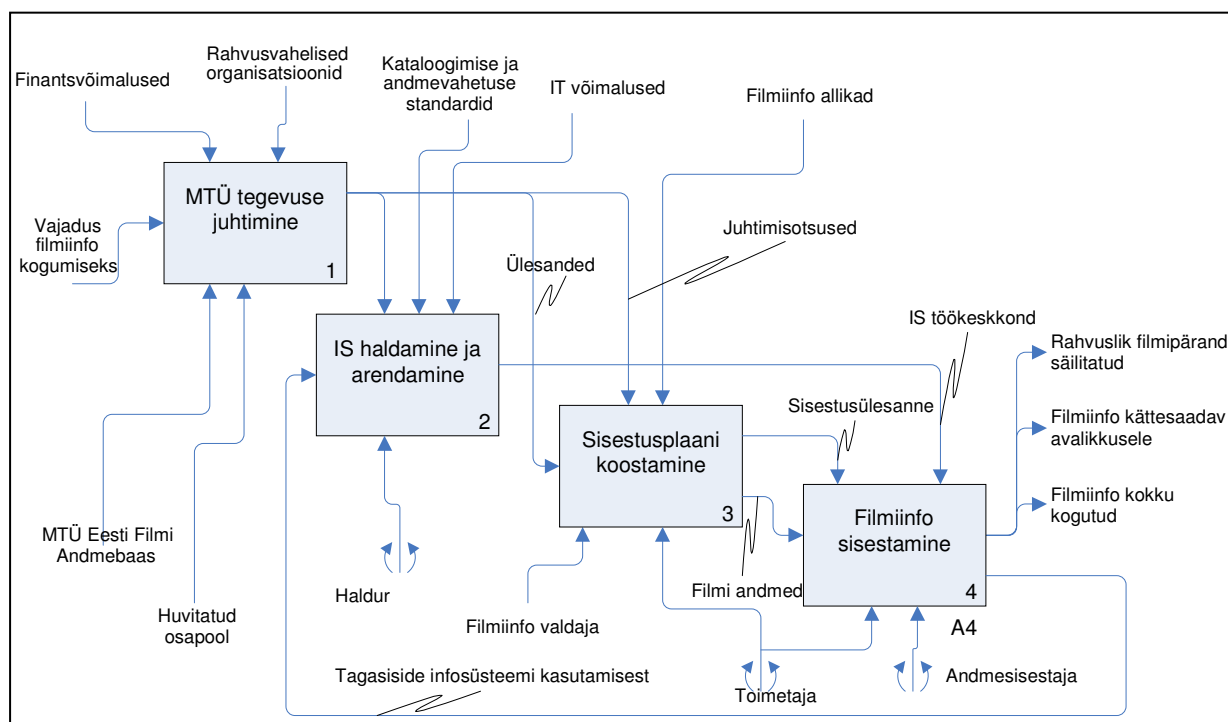 Finantsvõimalused
Rahvusvahelised
organisatsioonid
Kataloogimise ja
andmevahetuse
standardid
IT võimalused
Filmiinfo allikad
MTÜ tegevuse
juhtimine
1
Vajadus
filmiinfo
kogumiseks
Juhtimisotsused
Ülesanded
IS töökeskkond
IS haldamine ja
arendamine
2
Rahvuslik filmipärand
säilitatud
Sisestusülesanne
Filmiinfo kättesaadav
avalikkusele
Sisestusplaani
koostamine
3
Filmiinfo kokku
kogutud
Filmiinfo
sisestamine
4
MTÜ Eesti Filmi
Andmebaas
Haldur
Filmi andmed
Huvitatud
osapool
Filmiinfo valdaja
A4
Tagasiside infosüsteemi kasutamisest
Toimetaja
Andmesisestaja